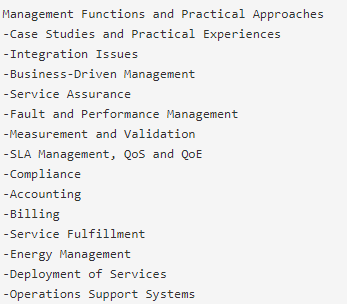 Management Functions and Practical Approaches
-Case Studies and Practical Experiences
-Integration Issues
-Business-Driven Management
-Service Assurance
-Fault and Performance Management
-Measurement and Validation
-SLA Management, QoS and QoE
-Compliance
-Accounting
-Billing
-Service Fulfillment
-Energy Management
-Deployment of Services
-Operations Support Systems